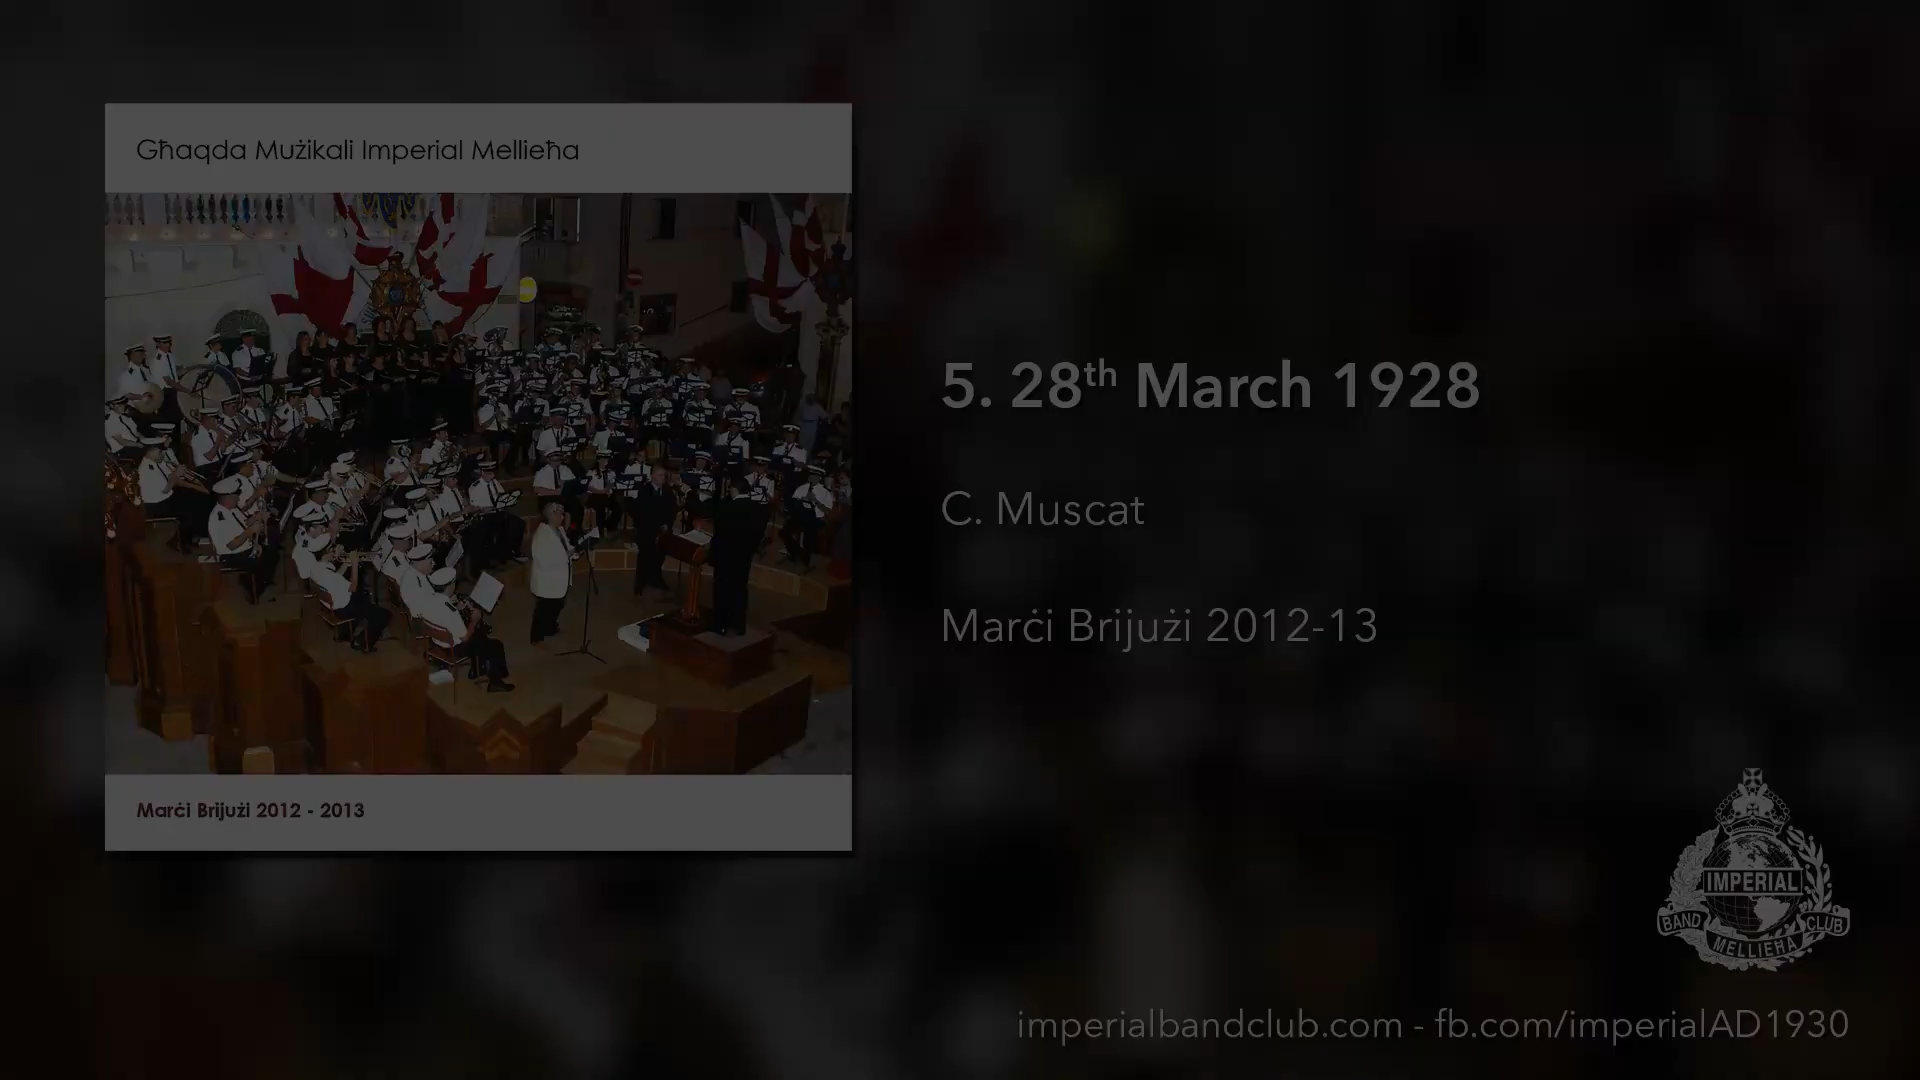 Għaqda Mużikali Imperial Mellieħa
Marċi Brijużi 2012 - 2013
5. 28th March 1928
C. Muscat
Marċi Brijużi 2012-13
IMPERIAL
BAND CLUB
MELLIEĦA
imperialbandclub.com - fb.com/imperialAD1930